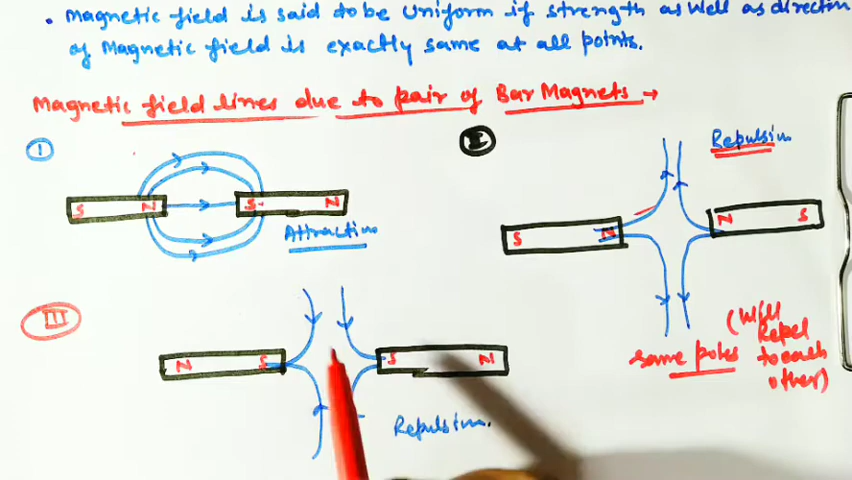 • Magnetic field is said to be Uniform if strength as well as direction
of Magnetic field is exactly same at all points.
Magnetic field lines due to pair of Bar Magnets →
I
S N S N
Attraction
II
Repulsion
S N N S
same poles (Will
Repel
to each
other)
III
N S S N
Repulsion.